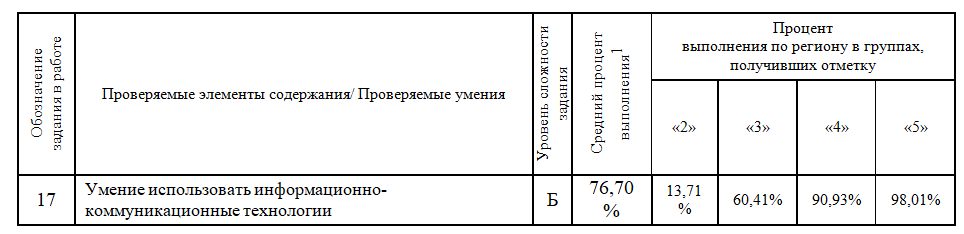 Обозначение
задания в работе
Проверяемые элементы содержания/ Проверяемые умения
Уровень сложности
задания
Средний процент
выполнения1
Процент
выполнения по региону в группах,
получивших отметку
«2»
«3»
«4»
«5»
17
Умение использовать информационно-
коммуникационные технологии
Б
76,70
%
13,71
%
60,41%
90,93%
98,01%